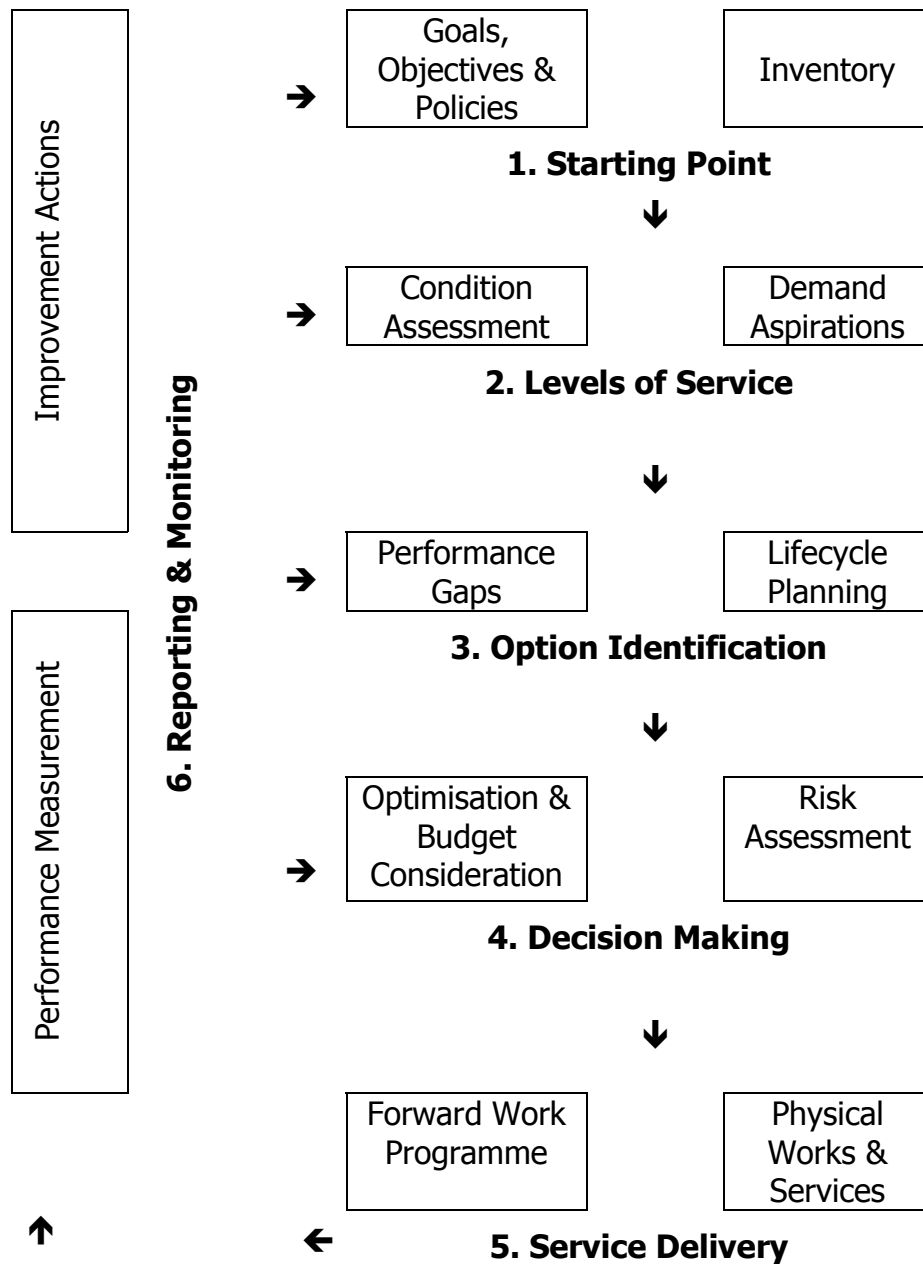 Improvement Actions
Performance Measurement
6. Reporting & Monitoring
➔
Goals,
Objectives &
Policies
Inventory
1. Starting Point
🡻
➔
Condition
Assessment
Demand
Aspirations
2. Levels of Service
🡻
➔
Performance
Gaps
Lifecycle
Planning
3. Option Identification
🡻
➔
Optimisation &
Budget
Consideration
Risk
Assessment
4. Decision Making
🡻
Forward Work
Programme
Physical
Works &
Services
5. Service Delivery